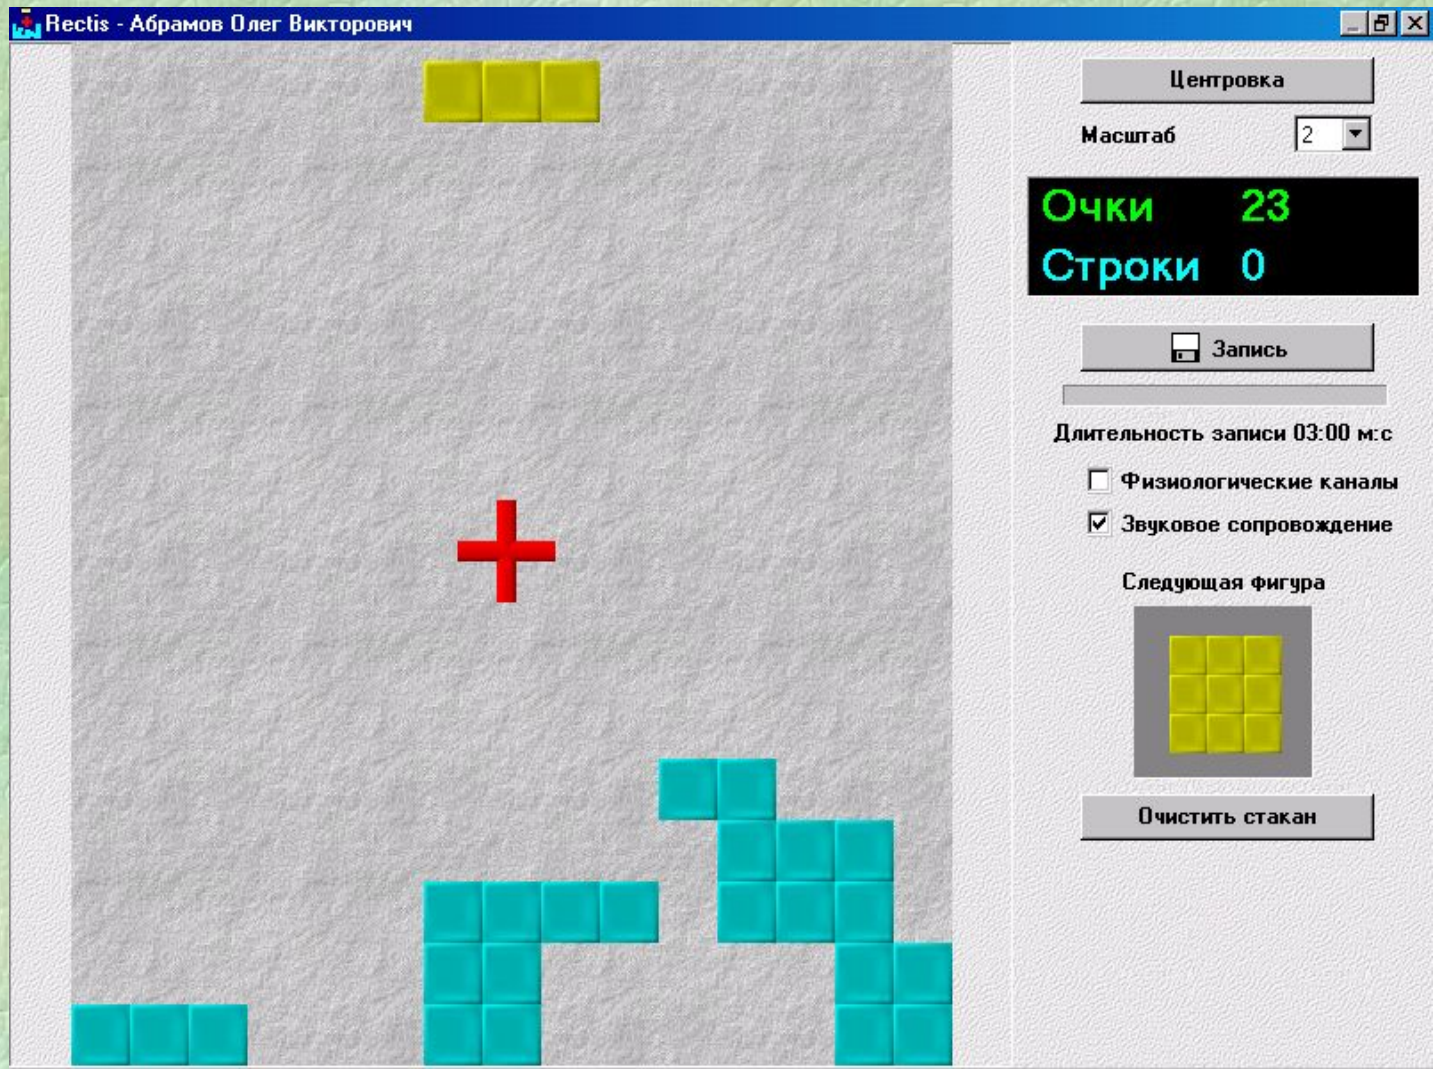 Rectis - Абрамов Олег Викторович
Центровка
Масштаб 2
Очки 23
Строки 0
Запись
Длительность записи 03:00 м:с
Физиологические каналы
Звуковое сопровождение
Следующая фигура
Очистить стакан